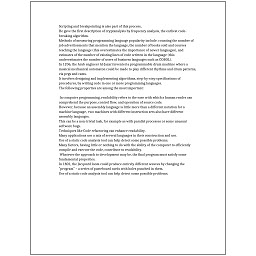 Scripting and breakpointing is also part of this process.
He gave the first description of cryptanalysis by frequency analysis, the earliest code
breaking algorithm.
Methods of measuring programming language popularity include: counting the number of
job advertisements that mention the language, the number of books sold and courses
teaching the language (this overestimates the importance of newer languages), and
estimates of the number of existing lines of code written in the language (this
underestimates the number of users of business languages such as COBOL).
In 1206, the Arab engineer Al-Jazari invented a programmable drum machine where a
musical mechanical automaton could be made to play different rhythms and drum patterns,
via pegs and cams.
It involves designing and implementing algorithms, step-by-step specifications of
procedures, by writing code in one or more programming languages.
The following properties are among the most important:
In computer programming, readability refers to the ease with which a human reader can
comprehend the purpose, control flow, and operation of source code.
However, because an assembly language is little more than a different notation for a
machine language, two machines with different instruction sets also have different
assembly languages.
This can be a non-trivial task, for example as with parallel processes or some unusual
software bugs.
Techniques like Code refactoring can enhance readability.
Many applications use a mix of several languages in their construction and use.
Use of a static code analysis tool can help detect some possible problems.
Many factors, having little or nothing to do with the ability of the computer to efficiently
compile and execute the code, contribute to readability.
Whatever the approach to development may be, the final program must satisfy some
fundamental properties.
In 1801, the Jacquard loom could produce entirely different weaves by changing the
"program" – a series of pasteboard cards with holes punched in them.
Use of a static code analysis tool can help detect some possible problems.